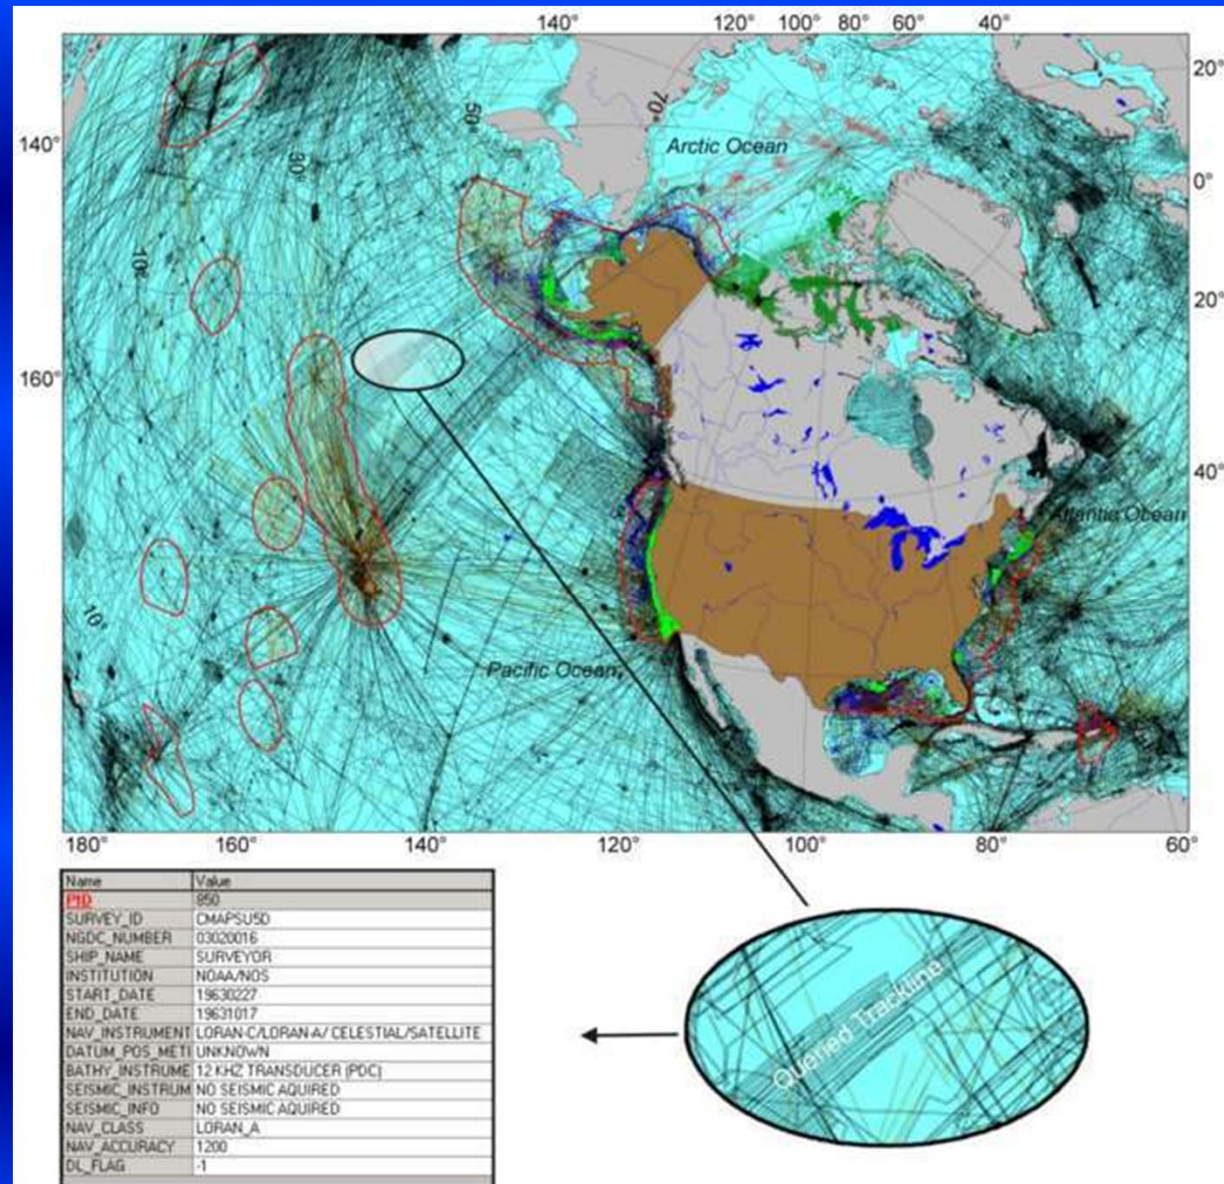 140° 120° 100° 80° 60° 40°
20°
50°
70°
Arctic Ocean
140°
30°
0°
10°
20°
160°
40°
Atlantic Ocean
10°
Pacific Ocean
180° 160° 140° 120° 100° 80° 60°
Name Value
PtD 850
SURVEY_ID CMAPSU5D
NGDC_NUMBER 03020016
SHIP_NAME SURVEYOR
INSTITUTION NOAA/NOS
START_DATE 19630227
END_DATE 19631017
NAV_INSTRUMENT LORAN-C/LORAN-A/ CELESTIAL/SATELLITE
DATUM_POS_METI UNKNOWN
BATHY_INSTRUME 12 KHZ TRANSDUCER (PDC)
SEISMIC_INSTRUM NO SEISMIC AQUIRED
SEISMIC_INFO NO SEISMIC AQUIRED
NAV_CLASS LORAN_A
NAV_ACCURACY 1200
DL_FLAG -1
Queried Trackline